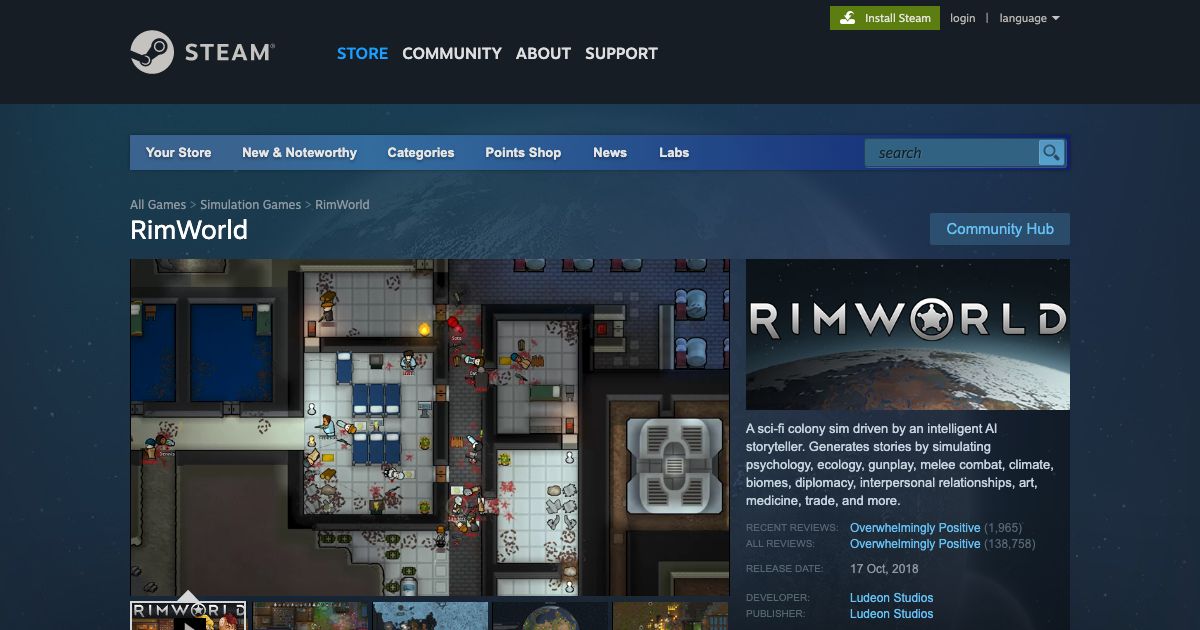 Install Steam
login | language
STEAM®
STORE COMMUNITY ABOUT SUPPORT
Your Store New & Noteworthy Categories Points Shop News Labs
search
All Games > Simulation Games > RimWorld
RimWorld
Community Hub
RIMWORLD
A sci-fi colony sim driven by an intelligent AI
storyteller. Generates stories by simulating
psychology, ecology, gunplay, melee combat, climate,
biomes, diplomacy, interpersonal relationships, art,
medicine, trade, and more.
RECENT REVIEWS: Overwhelmingly Positive (1,965)
ALL REVIEWS: Overwhelmingly Positive (138,758)
RELEASE DATE: 17 Oct, 2018
DEVELOPER: Ludeon Studios
PUBLISHER: Ludeon Studios
RIMWORLD